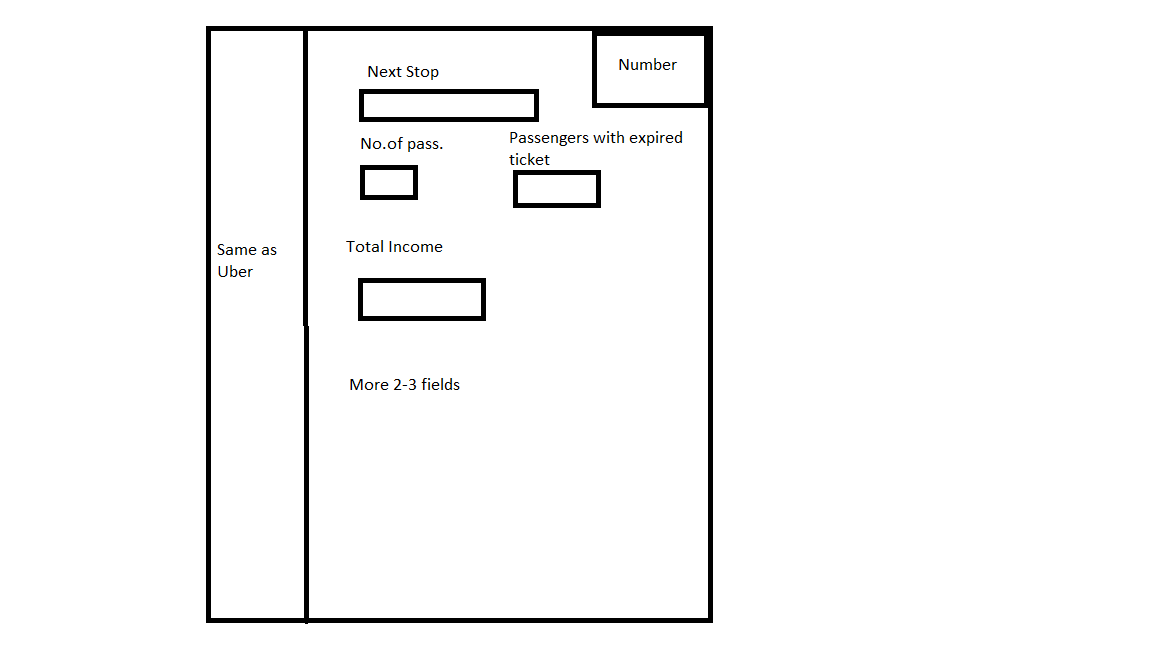 Number
Next Stop
No.of pass.
Passengers with expired
ticket
Same as
Uber
Total Income
More 2-3 fields